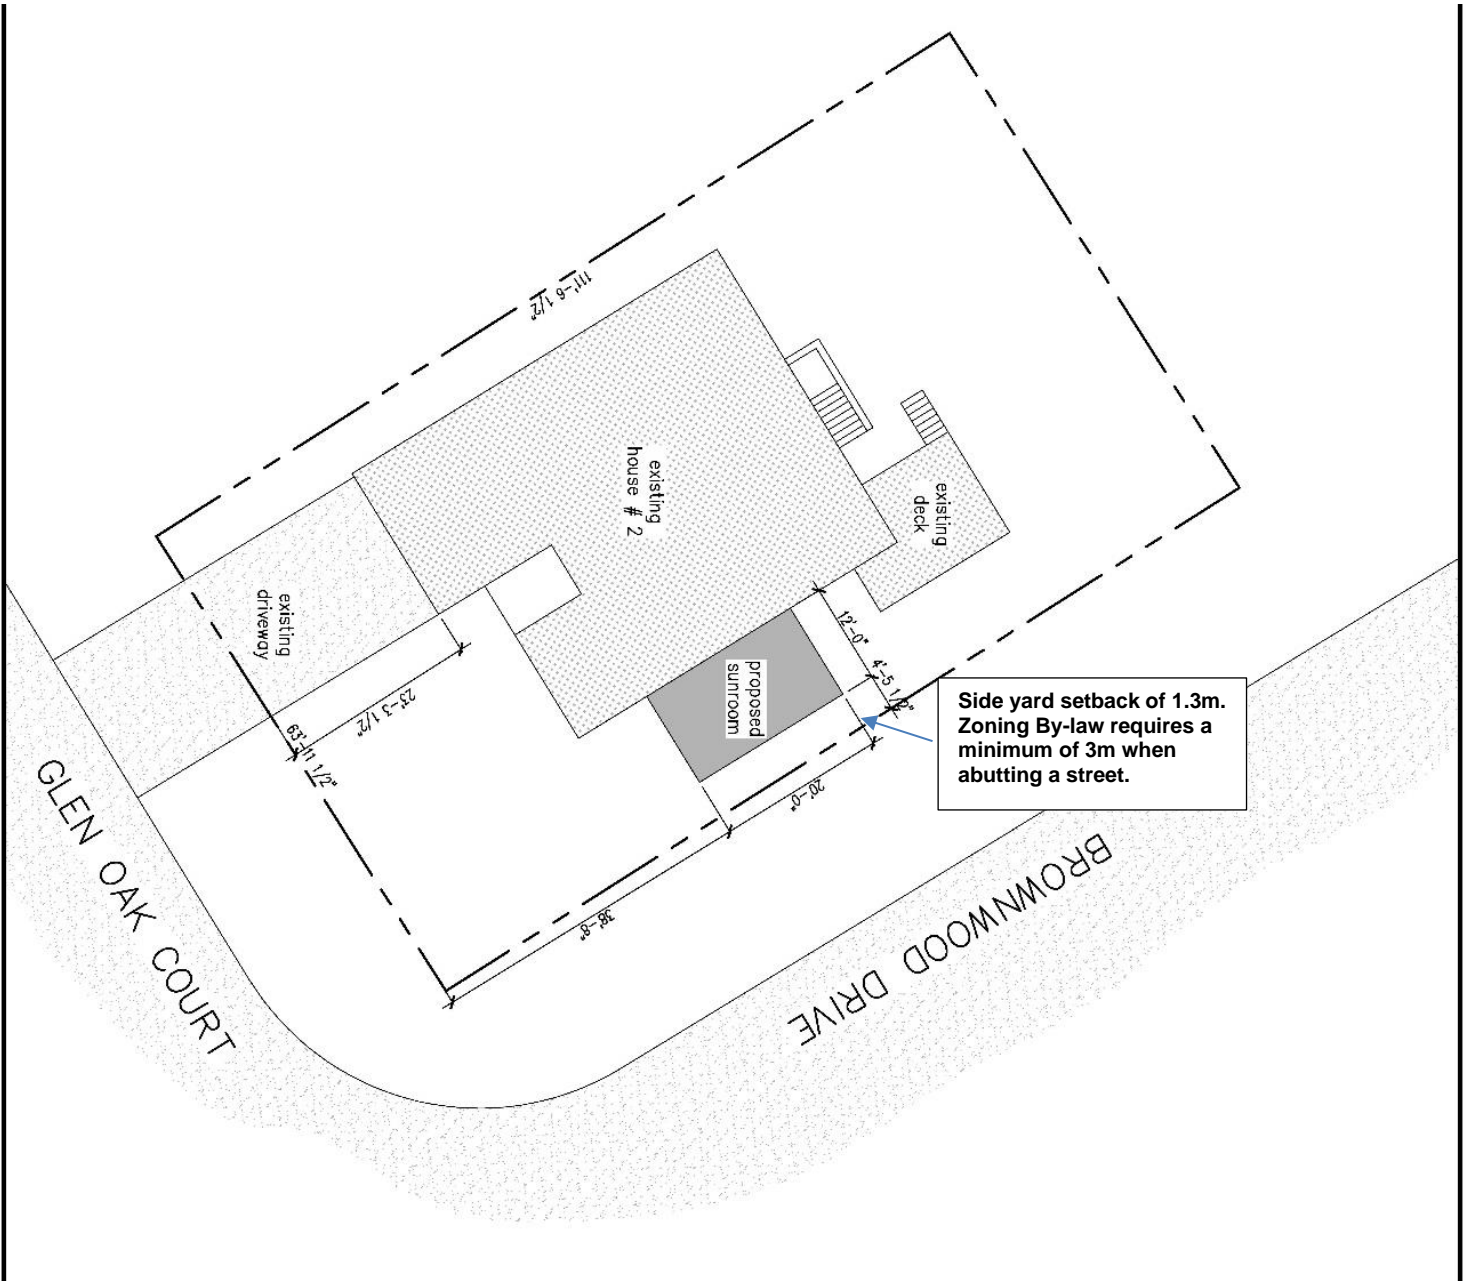 111'-6 1/2"
existing
house # 2
existing
deck
existing
driveway
12'-0"
4'-5 1/2"
proposed
sunroom
23'-3 1/2"
63'-11 1/2"
20'-0"
38'-8"
Side yard setback of 1.3m.
Zoning By-law requires a
minimum of 3m when
abutting a street.
GLEN OAK COURT
BROWNWOOD DRIVE